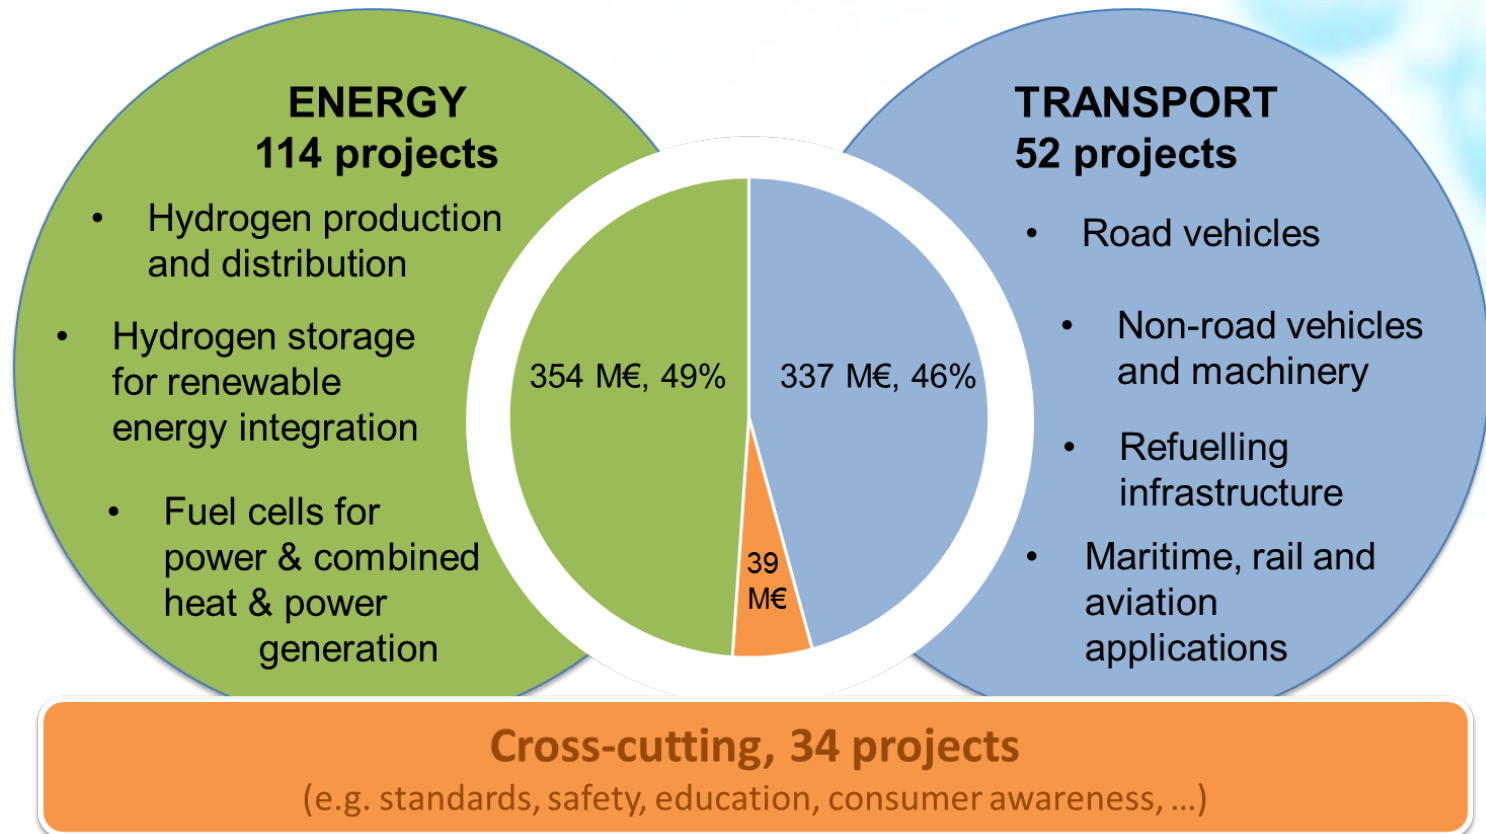 ENERGY
114 projects
• Hydrogen production
and distribution
• Hydrogen storage
for renewable
energy integration
• Fuel cells for
power & combined
heat & power
generation
354 M€, 49%
337 M€, 46%
39
M€
TRANSPORT
52 projects
• Road vehicles
• Non-road vehicles
and machinery
• Refuelling
infrastructure
• Maritime, rail and
aviation
applications
Cross-cutting, 34 projects
(e.g. standards, safety, education, consumer awareness, ...)